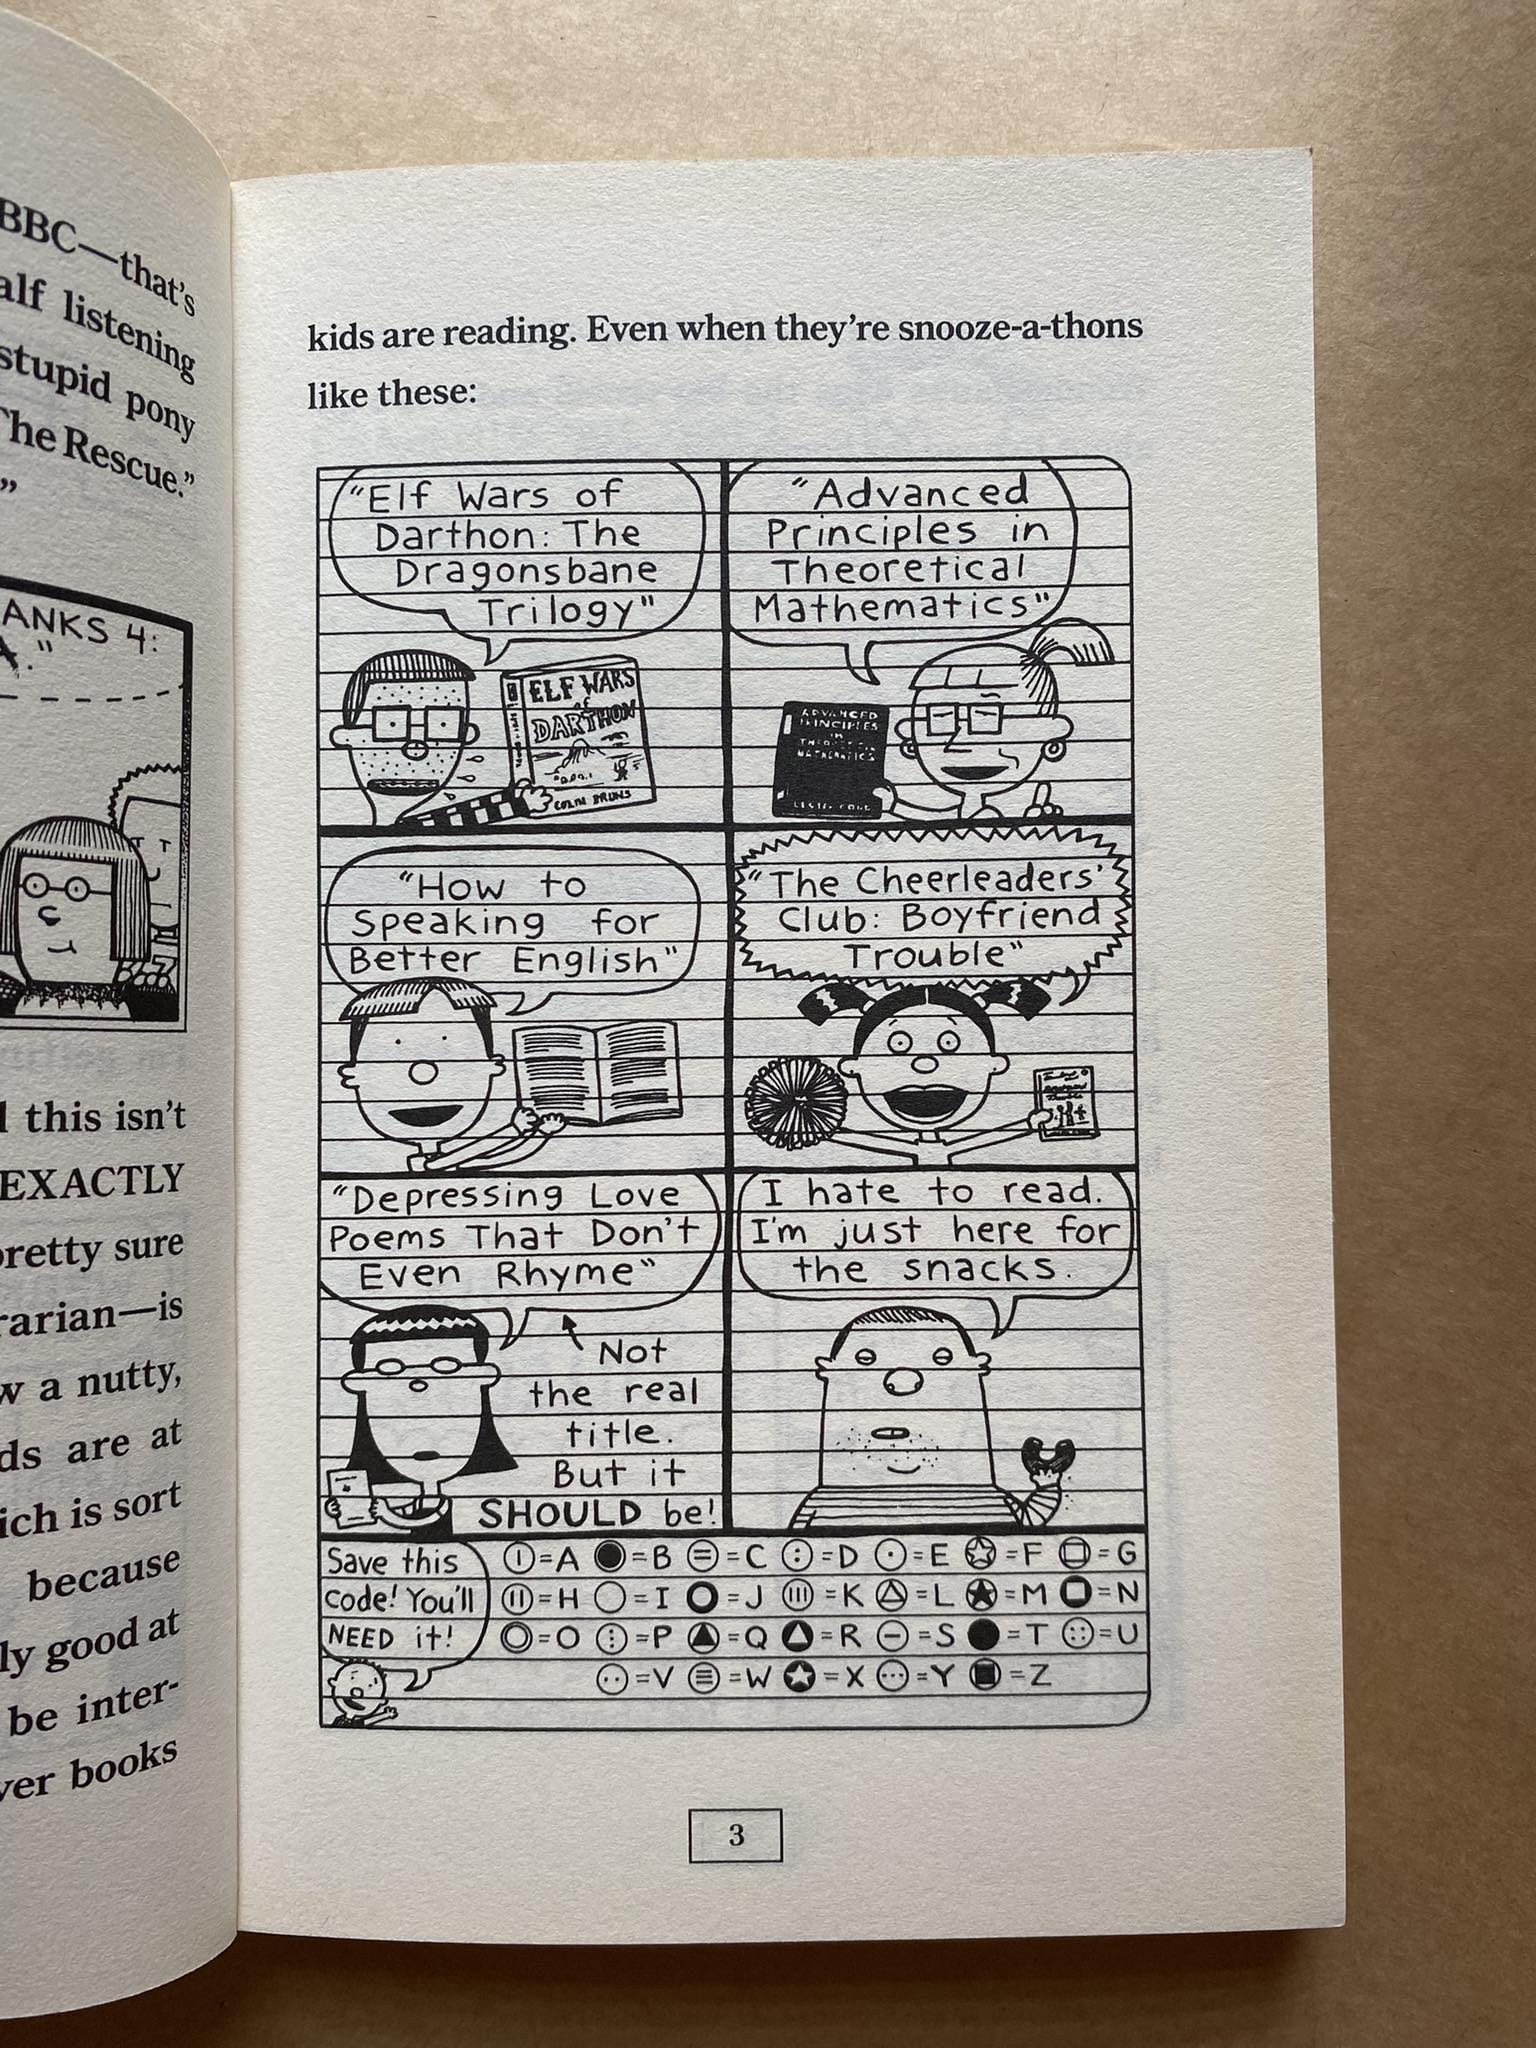 BBC—that's
alf listening
stupid pony
The Rescue."
"
ANKS 4:
d this isn't
EXACTLY
pretty sure
rarian—is
w a nutty,
ds are at
ich is sort
because
ly good at
be inter-
ver books
kids are reading. Even when they're snooze-a-thons
like these:
"Elf Wars of
Darthon: The
Dragonsbane
Trilogy"
ELF WARS
of
DARTHON
COLIN BRUNS
"Advanced
Principles in
Theoretical
Mathematics"
ADVANCED
PRINCIPLES
IN
THEORETICAL
MATHEMATICS
"How to
Speaking for
Better English"
"The Cheerleaders'
Club: Boyfriend
Trouble"
"Depressing Love
Poems That Don't
Even Rhyme"
Not
the real
title.
But it
SHOULD be!
I hate to read.
I'm just here for
the snacks.
Save this
code! You'll
NEED it!
=A =B =C =D =E =F =G
=H =I =J =K =L =M =N
=O =P =Q =R =S =T =U
=V =W =X =Y =Z
3